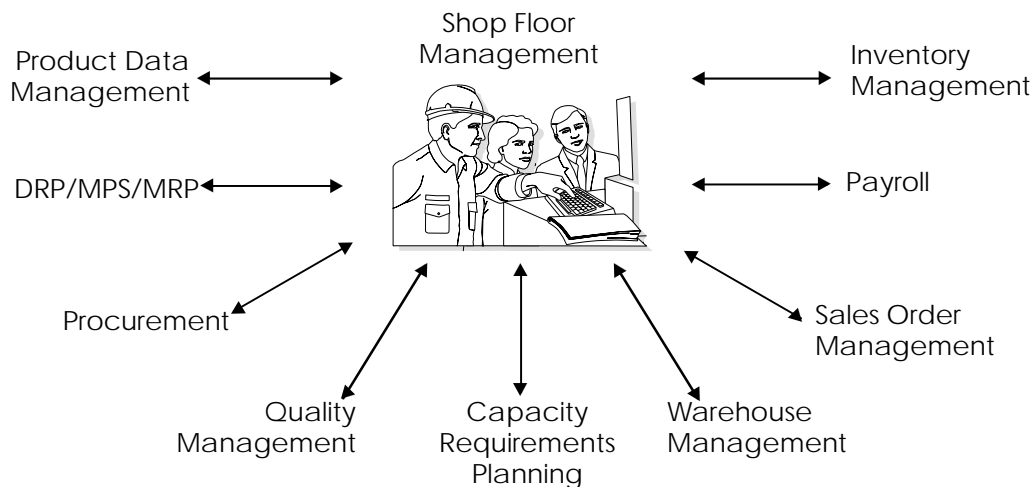 Shop Floor
Management
Product Data
Management
Inventory
Management
DRP/MPS/MRP
Payroll
Procurement
Sales Order
Management
Quality
Management
Capacity
Requirements
Planning
Warehouse
Management